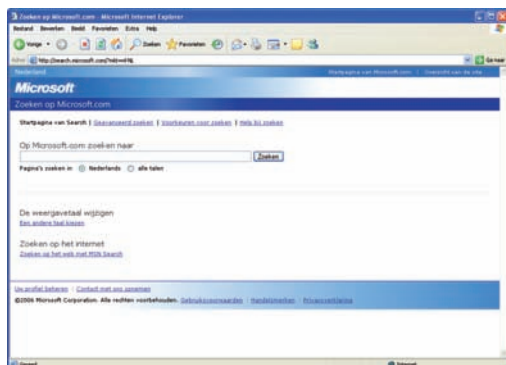 Zoeken op Microsoft.com - Microsoft Internet Explorer
Bestand Bewerken Beeld Favorieten Extra Help
Vorige Zoeken Favorieten
Adres http://search.microsoft.com/?mkt=nl-NL Ga naar
Nederland Startpagina van Microsoft.com | Overzicht van de site
Microsoft
Zoeken op Microsoft.com
Startpagina van Search | Geavanceerd zoeken | Voorkeuren voor zoeken | Help bij zoeken
Op Microsoft.com zoeken naar
Zoeken
Pagina's zoeken in Nederlands alle talen
De weergavetaal wijzigen
Een andere taal kiezen
Zoeken op het internet
Zoeken op het web met MSN Search
Uw profiel beheren | Contact met ons opnemen
©2006 Microsoft Corporation. Alle rechten voorbehouden. Gebruiksvoorwaarden | Handelsmerken | Privacyverklaring
Gereed Internet